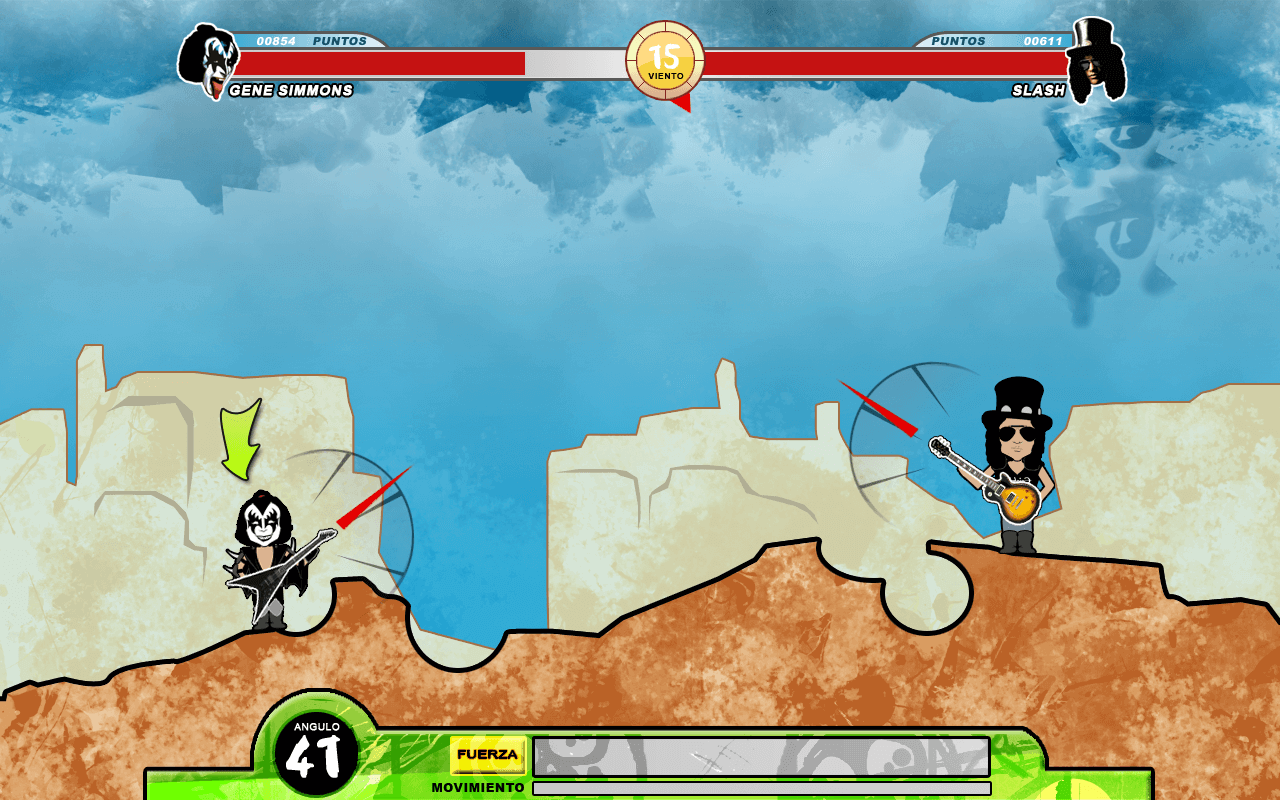 00854 PUNTOS
PUNTOS 00611
15
VIENTO
GENE SIMMONS
SLASH
ANGULO
41
FUERZA
MOVIMIENTO